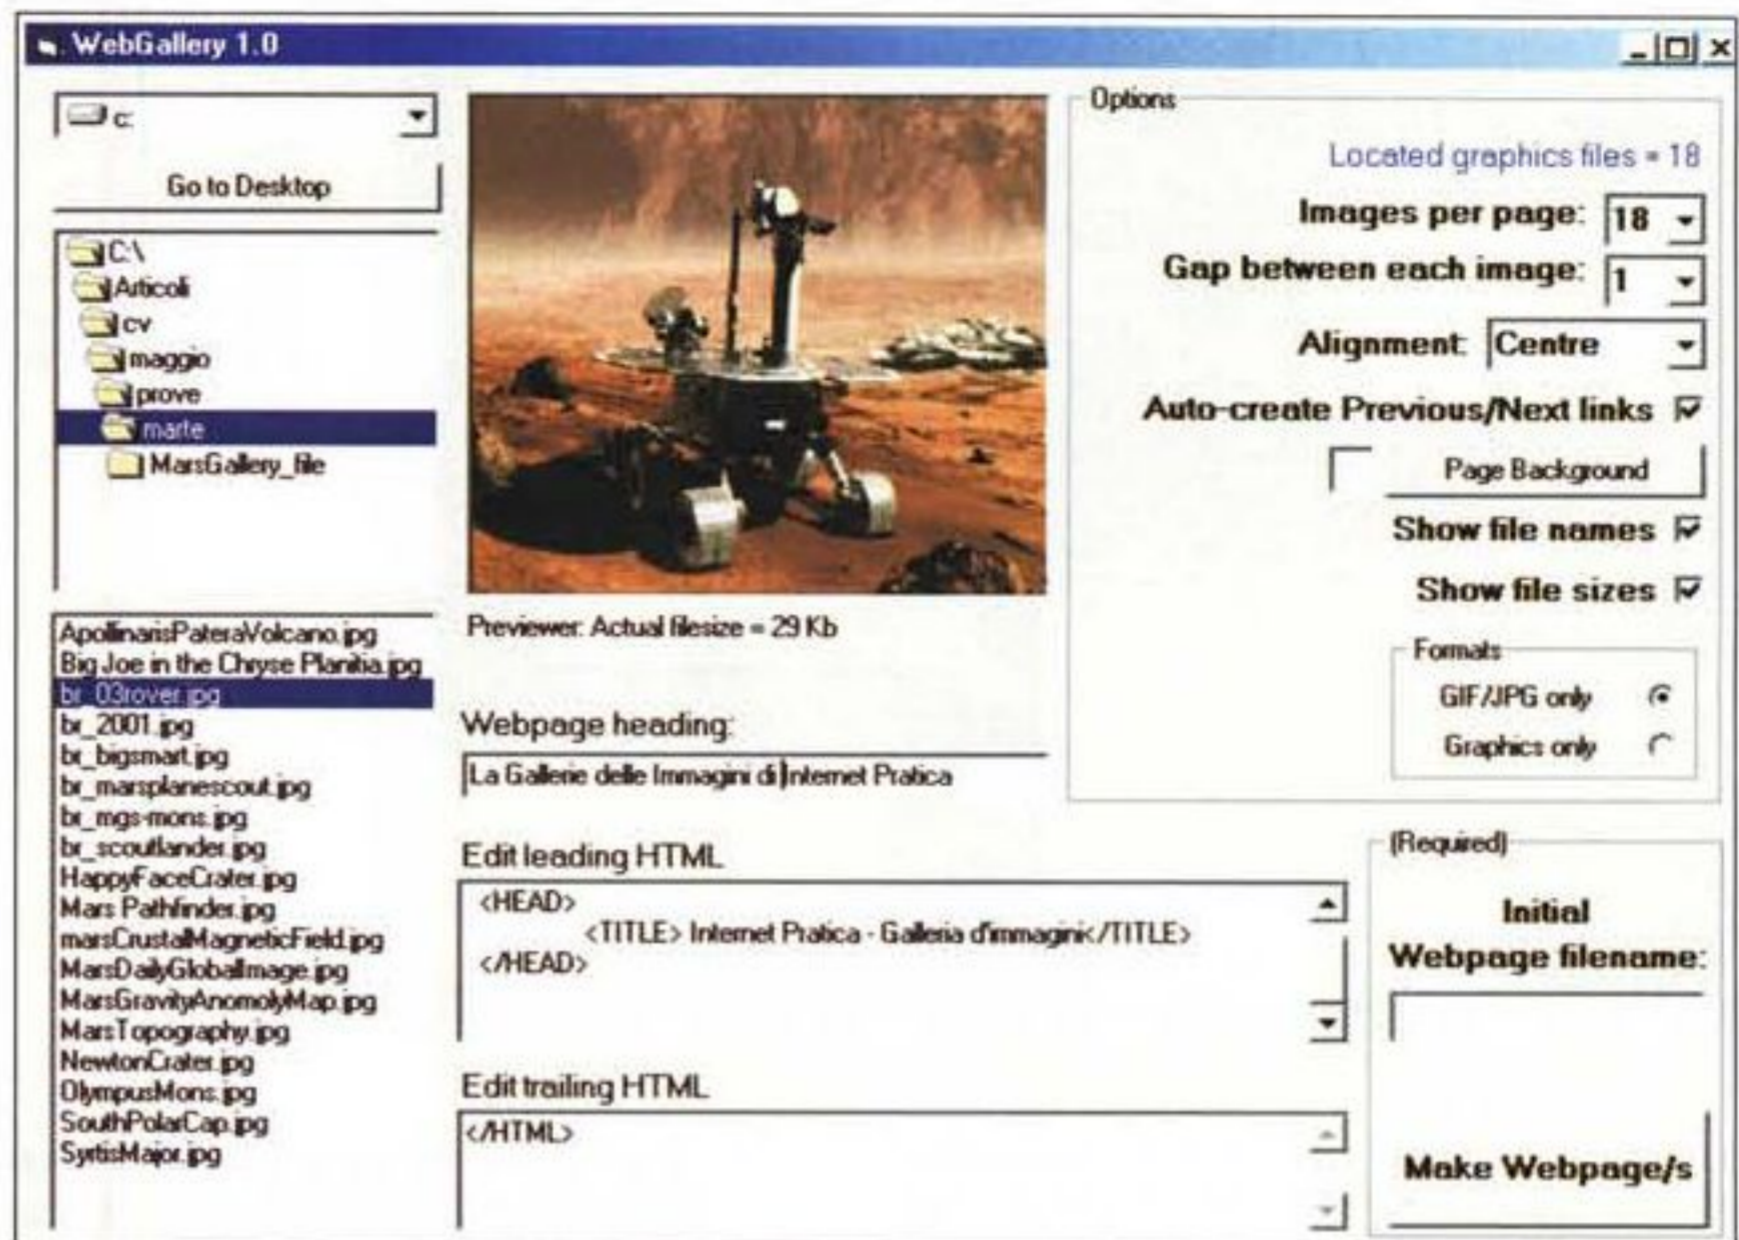 WebGallery 1.0
c:
Go to Desktop
C:\
Articoli
cv
maggio
prove
marte
MarsGallery_file
ApollinarisPateraVolcano.jpg
Big Joe in the Chryse Planitia.jpg
br_03rover.jpg
br_2001.jpg
br_bigsmart.jpg
br_marsplanescout.jpg
br_mgs-mons.jpg
br_scoutlander.jpg
HappyFaceCrater.jpg
Mars Pathfinder.jpg
marsCrustalMagneticField.jpg
MarsDailyGlobalImage.jpg
MarsGravityAnomolyMap.jpg
MarsTopography.jpg
NewtonCrater.jpg
OlympusMons.jpg
SouthPolarCap.jpg
SyrtisMajor.jpg
Previewer: Actual filesize = 29 Kb
Webpage heading:
La Gallerie delle Immagini di Internet Pratica
Edit leading HTML
<HEAD>
<TITLE> Internet Pratica - Galleria d'immagini</TITLE>
</HEAD>
Edit trailing HTML
</HTML>
Options
Located graphics files = 18
Images per page: 18
Gap between each image: 1
Alignment: Centre
Auto-create Previous/Next links
Page Background
Show file names
Show file sizes
Formats
GIF/JPG only
Graphics only
(Required)
Initial
Webpage filename:
Make Webpage/s